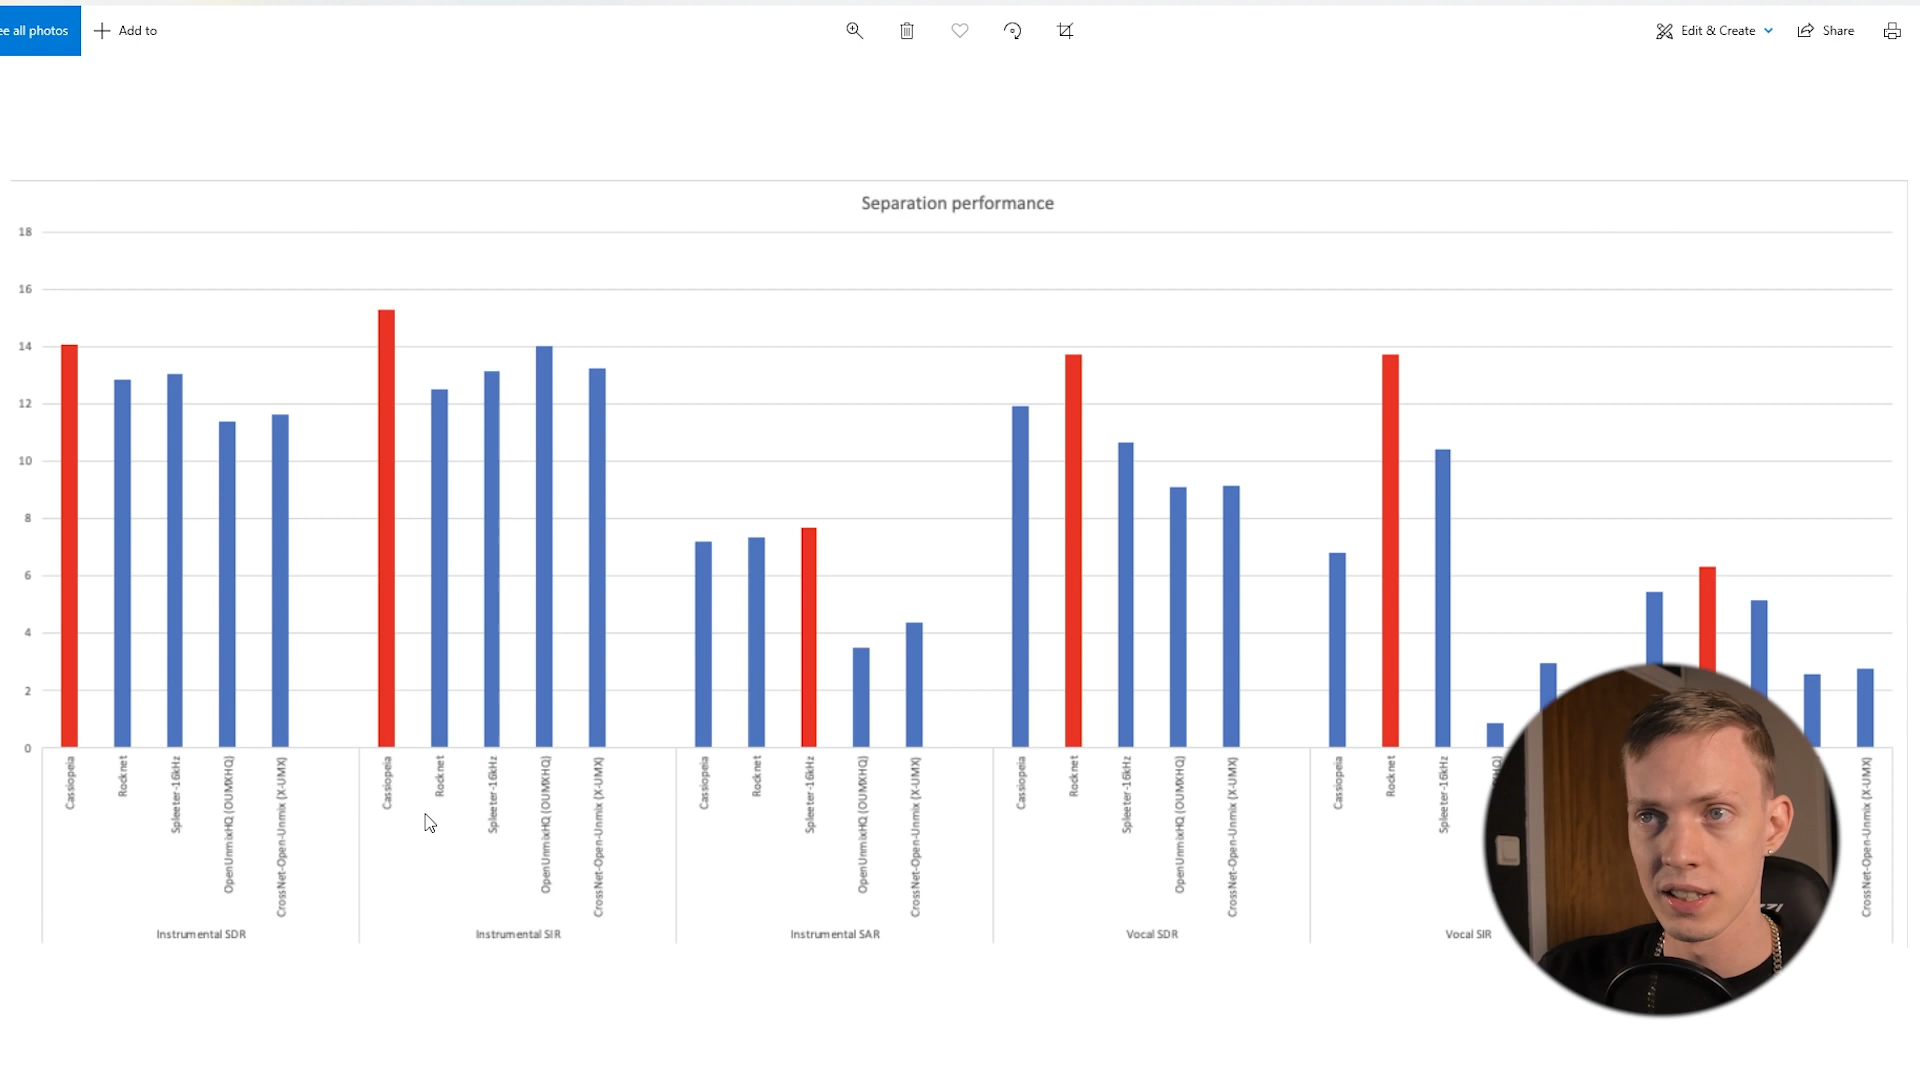 ee all photos
Add to
Edit & Create
Share
Separation performance
18
16
14
12
10
8
6
4
2
0
Cassiopeia
Rocknet
Spleeter-16kHz
OpenUnmixHQ (OUMXHQ)
CrossNet-Open-Unmix (X-UMX)
Cassiopeia
Rocknet
Spleeter-16kHz
OpenUnmixHQ (OUMXHQ)
CrossNet-Open-Unmix (X-UMX)
Cassiopeia
Rocknet
Spleeter-16kHz
OpenUnmixHQ (OUMXHQ)
CrossNet-Open-Unmix (X-UMX)
Cassiopeia
Rocknet
Spleeter-16kHz
OpenUnmixHQ (OUMXHQ)
CrossNet-Open-Unmix (X-UMX)
Cassiopeia
Rocknet
Spleeter-16kHz
HQ)
CrossNet-Open-Unmix (X-UMX)
Instrumental SDR
Instrumental SIR
Instrumental SAR
Vocal SDR
Vocal SIR